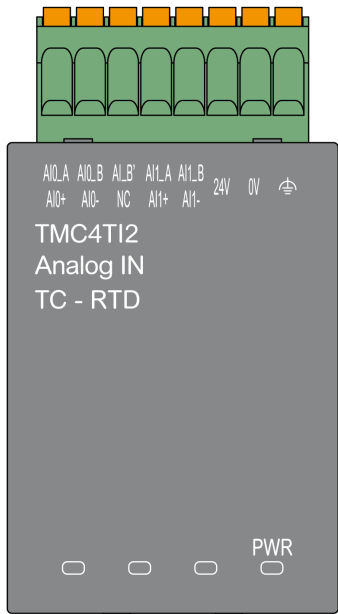 AI0_A AI0_B AI_B' AI1_A AI1_B 24V 0V
AI0+ AI0- NC AI1+ AI1-
TMC4TI2
Analog IN
TC - RTD
PWR